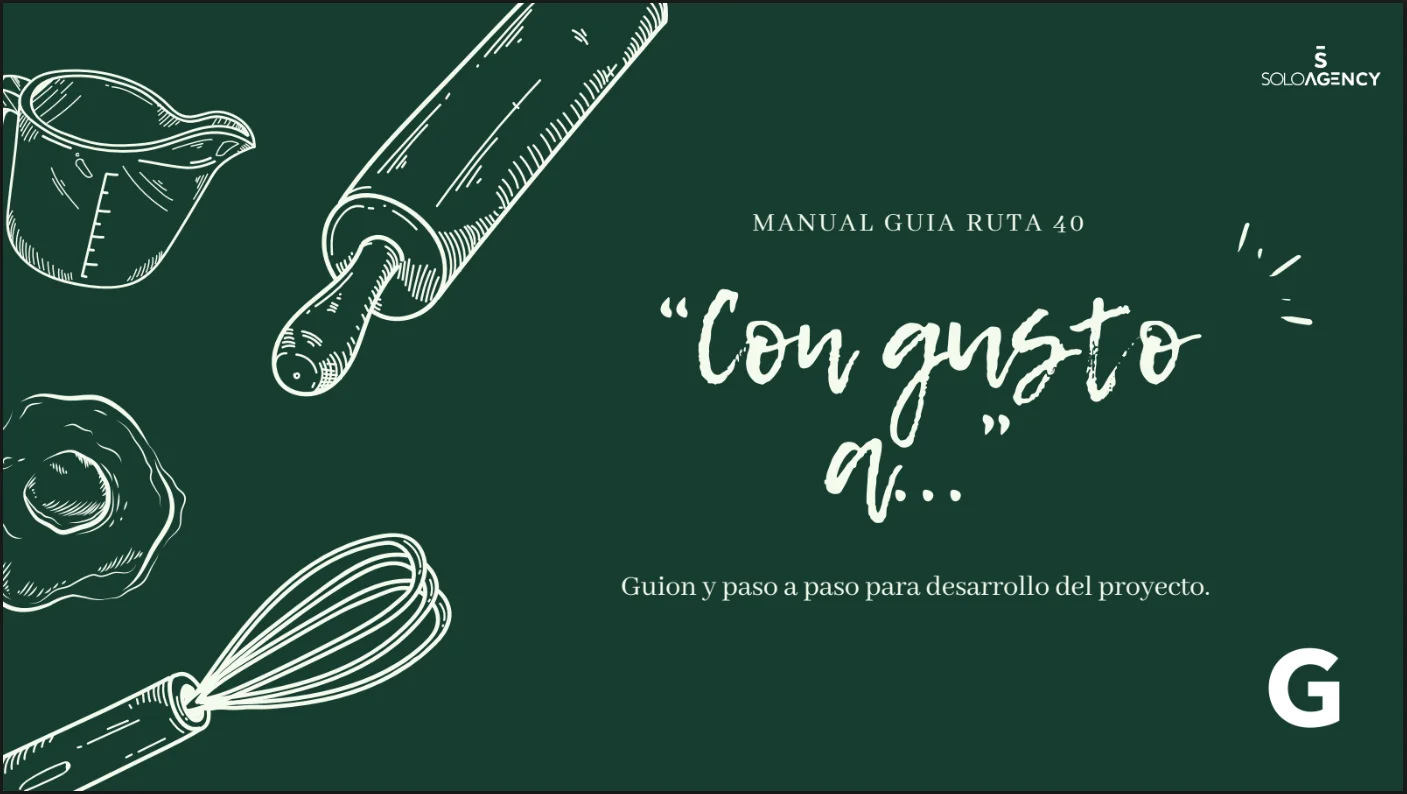 S
SOLOAGENCY
MANUAL GUIA RUTA 40
“Con gusto
a...”
Guion y paso a paso para desarrollo del proyecto.
G